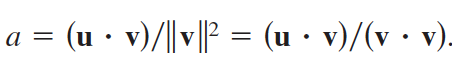 a = (u · v)/‖v‖² = (u · v)/(v · v).